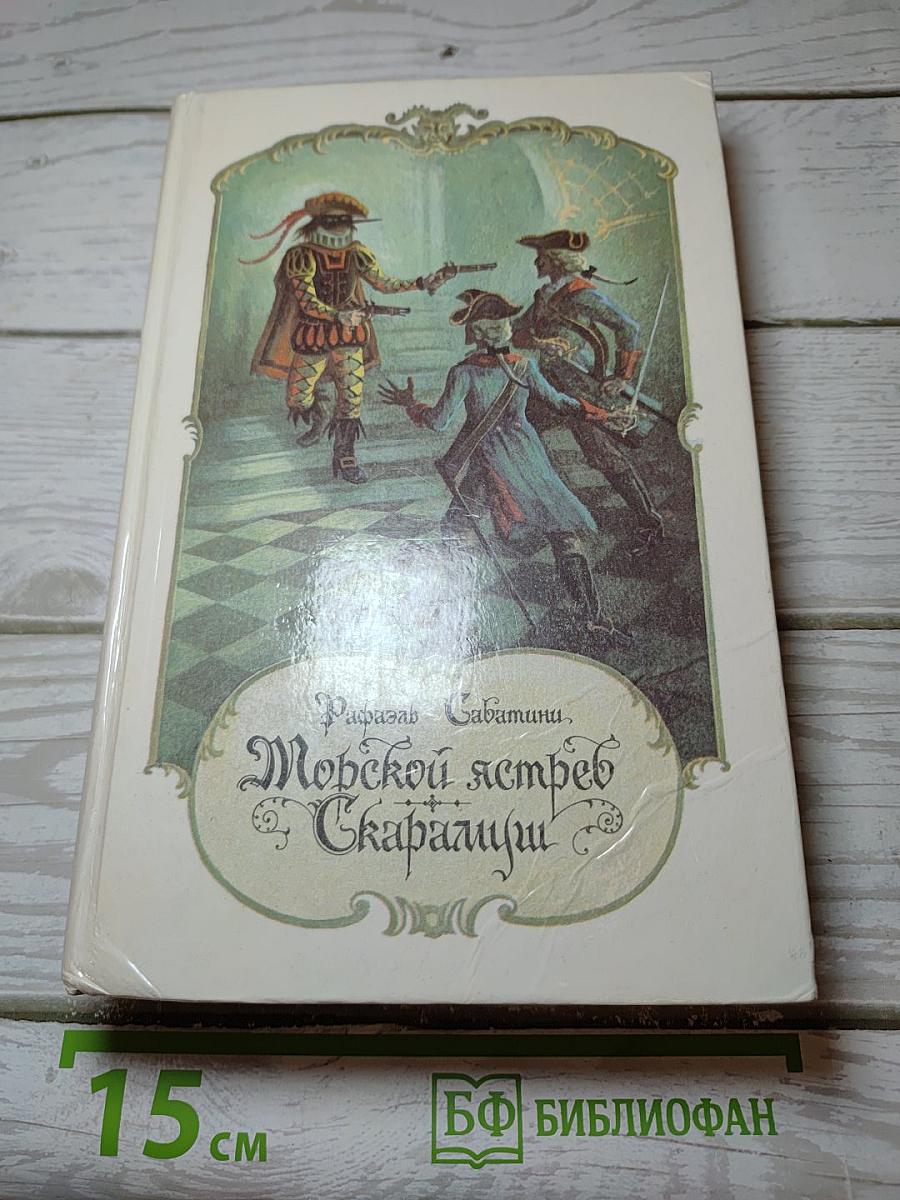 Рафаэль Сабатини
Морской ястреб
Скарамуш
15 см
БФ БИБЛИОФАН